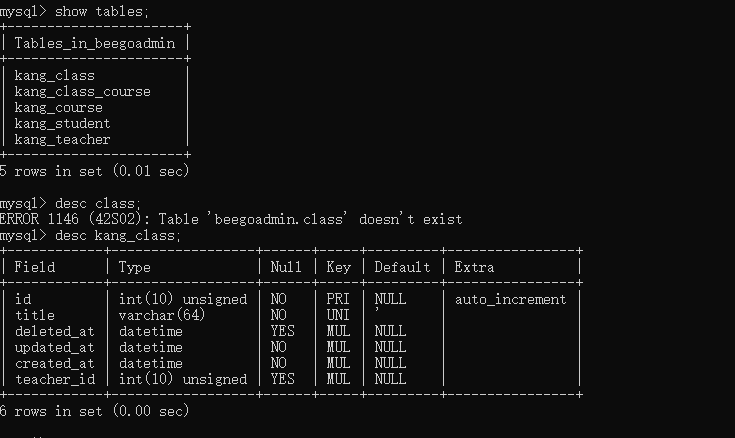 mysql> show tables;
+----------------------+
| Tables_in_beegoadmin |
+----------------------+
| kang_class           |
| kang_class_course    |
| kang_course          |
| kang_student         |
| kang_teacher         |
+----------------------+
5 rows in set (0.01 sec)
mysql> desc class;
ERROR 1146 (42S02): Table 'beegoadmin.class' doesn't exist
mysql> desc kang_class;
+------------+------------------+------+-----+---------+----------------+
| Field      | Type             | Null | Key | Default | Extra          |
+------------+------------------+------+-----+---------+----------------+
| id         | int(10) unsigned | NO   | PRI | NULL    | auto_increment |
| title      | varchar(64)      | NO   | UNI | '       |                |
| deleted_at | datetime         | YES  | MUL | NULL    |                |
| updated_at | datetime         | NO   | MUL | NULL    |                |
| created_at | datetime         | NO   | MUL | NULL    |                |
| teacher_id | int(10) unsigned | YES  | MUL | NULL    |                |
+------------+------------------+------+-----+---------+----------------+
6 rows in set (0.00 sec)